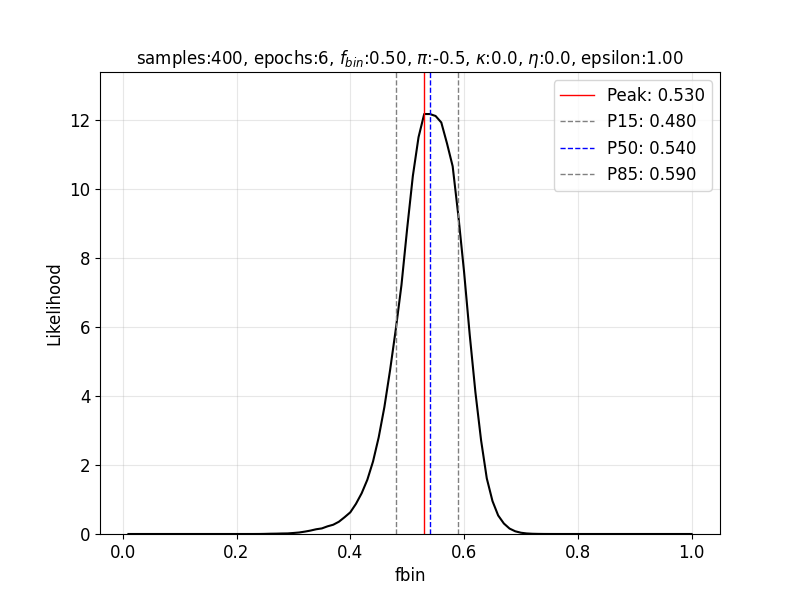 samples:400, epochs:6, f_bin:0.50, π:-0.5, κ:0.0, η:0.0, epsilon:1.00
Peak: 0.530
P15: 0.480
P50: 0.540
P85: 0.590
Likelihood
12
10
8
6
4
2
0
0.0 0.2 0.4 0.6 0.8 1.0
fbin